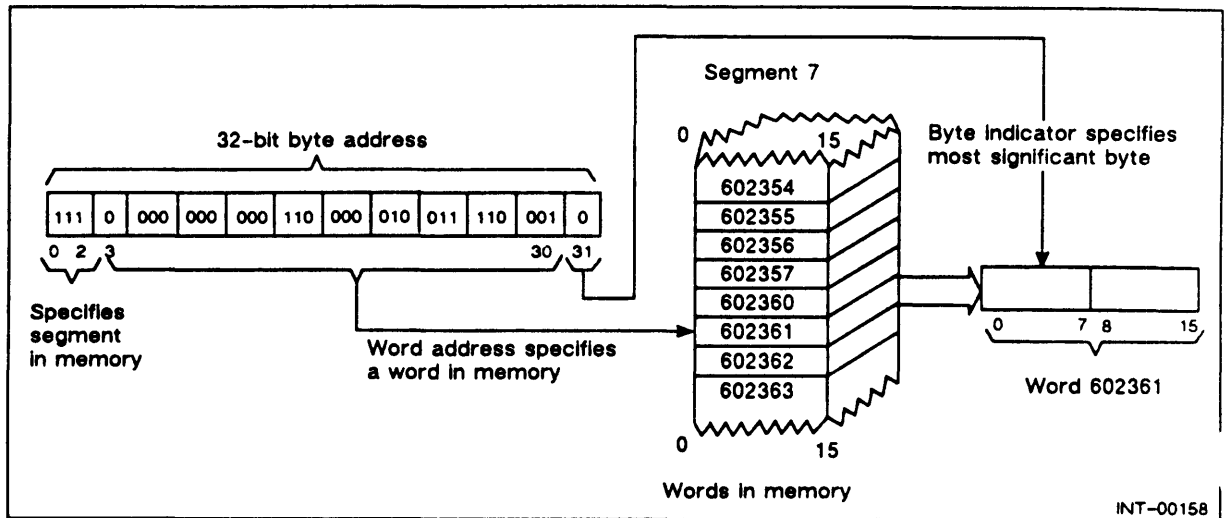 Segment 7
32-bit byte address
0
15
Byte indicator specifies
most significant byte
111 0 000 000 000 110 000 010 011 110 001 0
0 2 3 30 31
602354
602355
602356
602357
602360
602361
602362
602363
0 7 8 15
Specifies
segment
in memory
Word address specifies
a word in memory
Word 602361
0
15
Words in memory
INT-00158